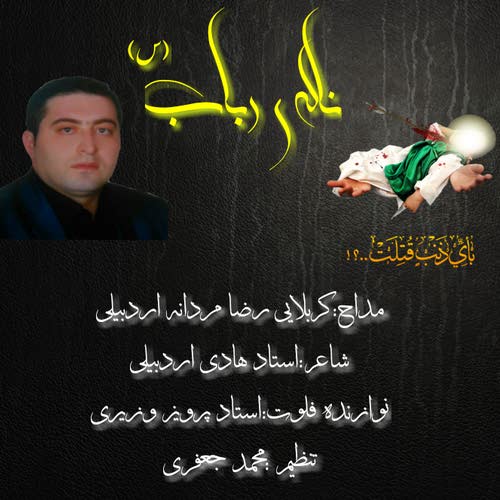 ناله رباب
(س)
بأيِّ ذَنبٍ قُتِلَتْ..؟!
مداح:کربلایی رضا مردانه اردبیلی
شاعر:استاد هادی اردبیلی
نوازنده فلوت:استاد پرویز وزیری
تنظیم :محمد جعفری